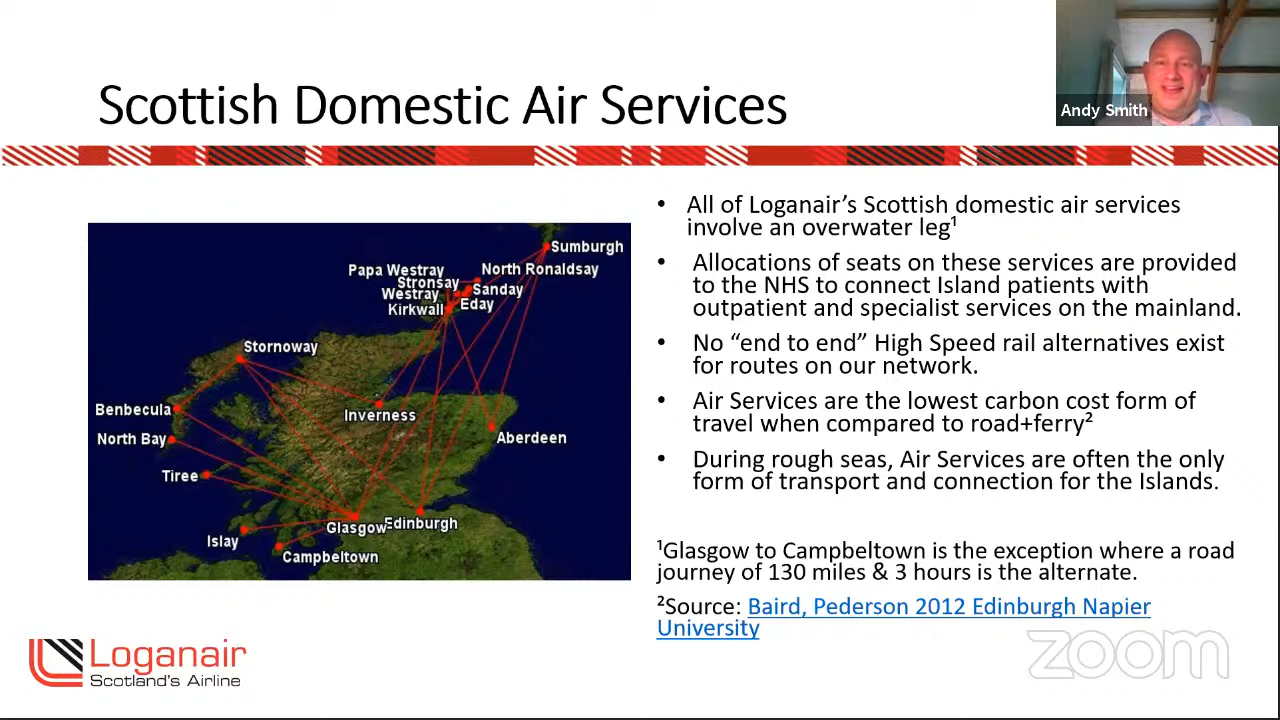 Scottish Domestic Air Services
Andy Smith
Sumburgh
Papa Westray
North Ronaldsay
Stronsay
Sanday
Westray
Eday
Kirkwall
Stornoway
Benbecula
Inverness
North Bay
Aberdeen
Tiree
Glasgow
Edinburgh
Islay
Campbeltown
• All of Loganair’s Scottish domestic air services
involve an overwater leg¹
• Allocations of seats on these services are provided
to the NHS to connect Island patients with
outpatient and specialist services on the mainland.
• No “end to end” High Speed rail alternatives exist
for routes on our network.
• Air Services are the lowest carbon cost form of
travel when compared to road+ferry²
• During rough seas, Air Services are often the only
form of transport and connection for the Islands.
¹Glasgow to Campbeltown is the exception where a road
journey of 130 miles & 3 hours is the alternate.
²Source: Baird, Pederson 2012 Edinburgh Napier
University
Loganair
Scotland's Airline
zoom